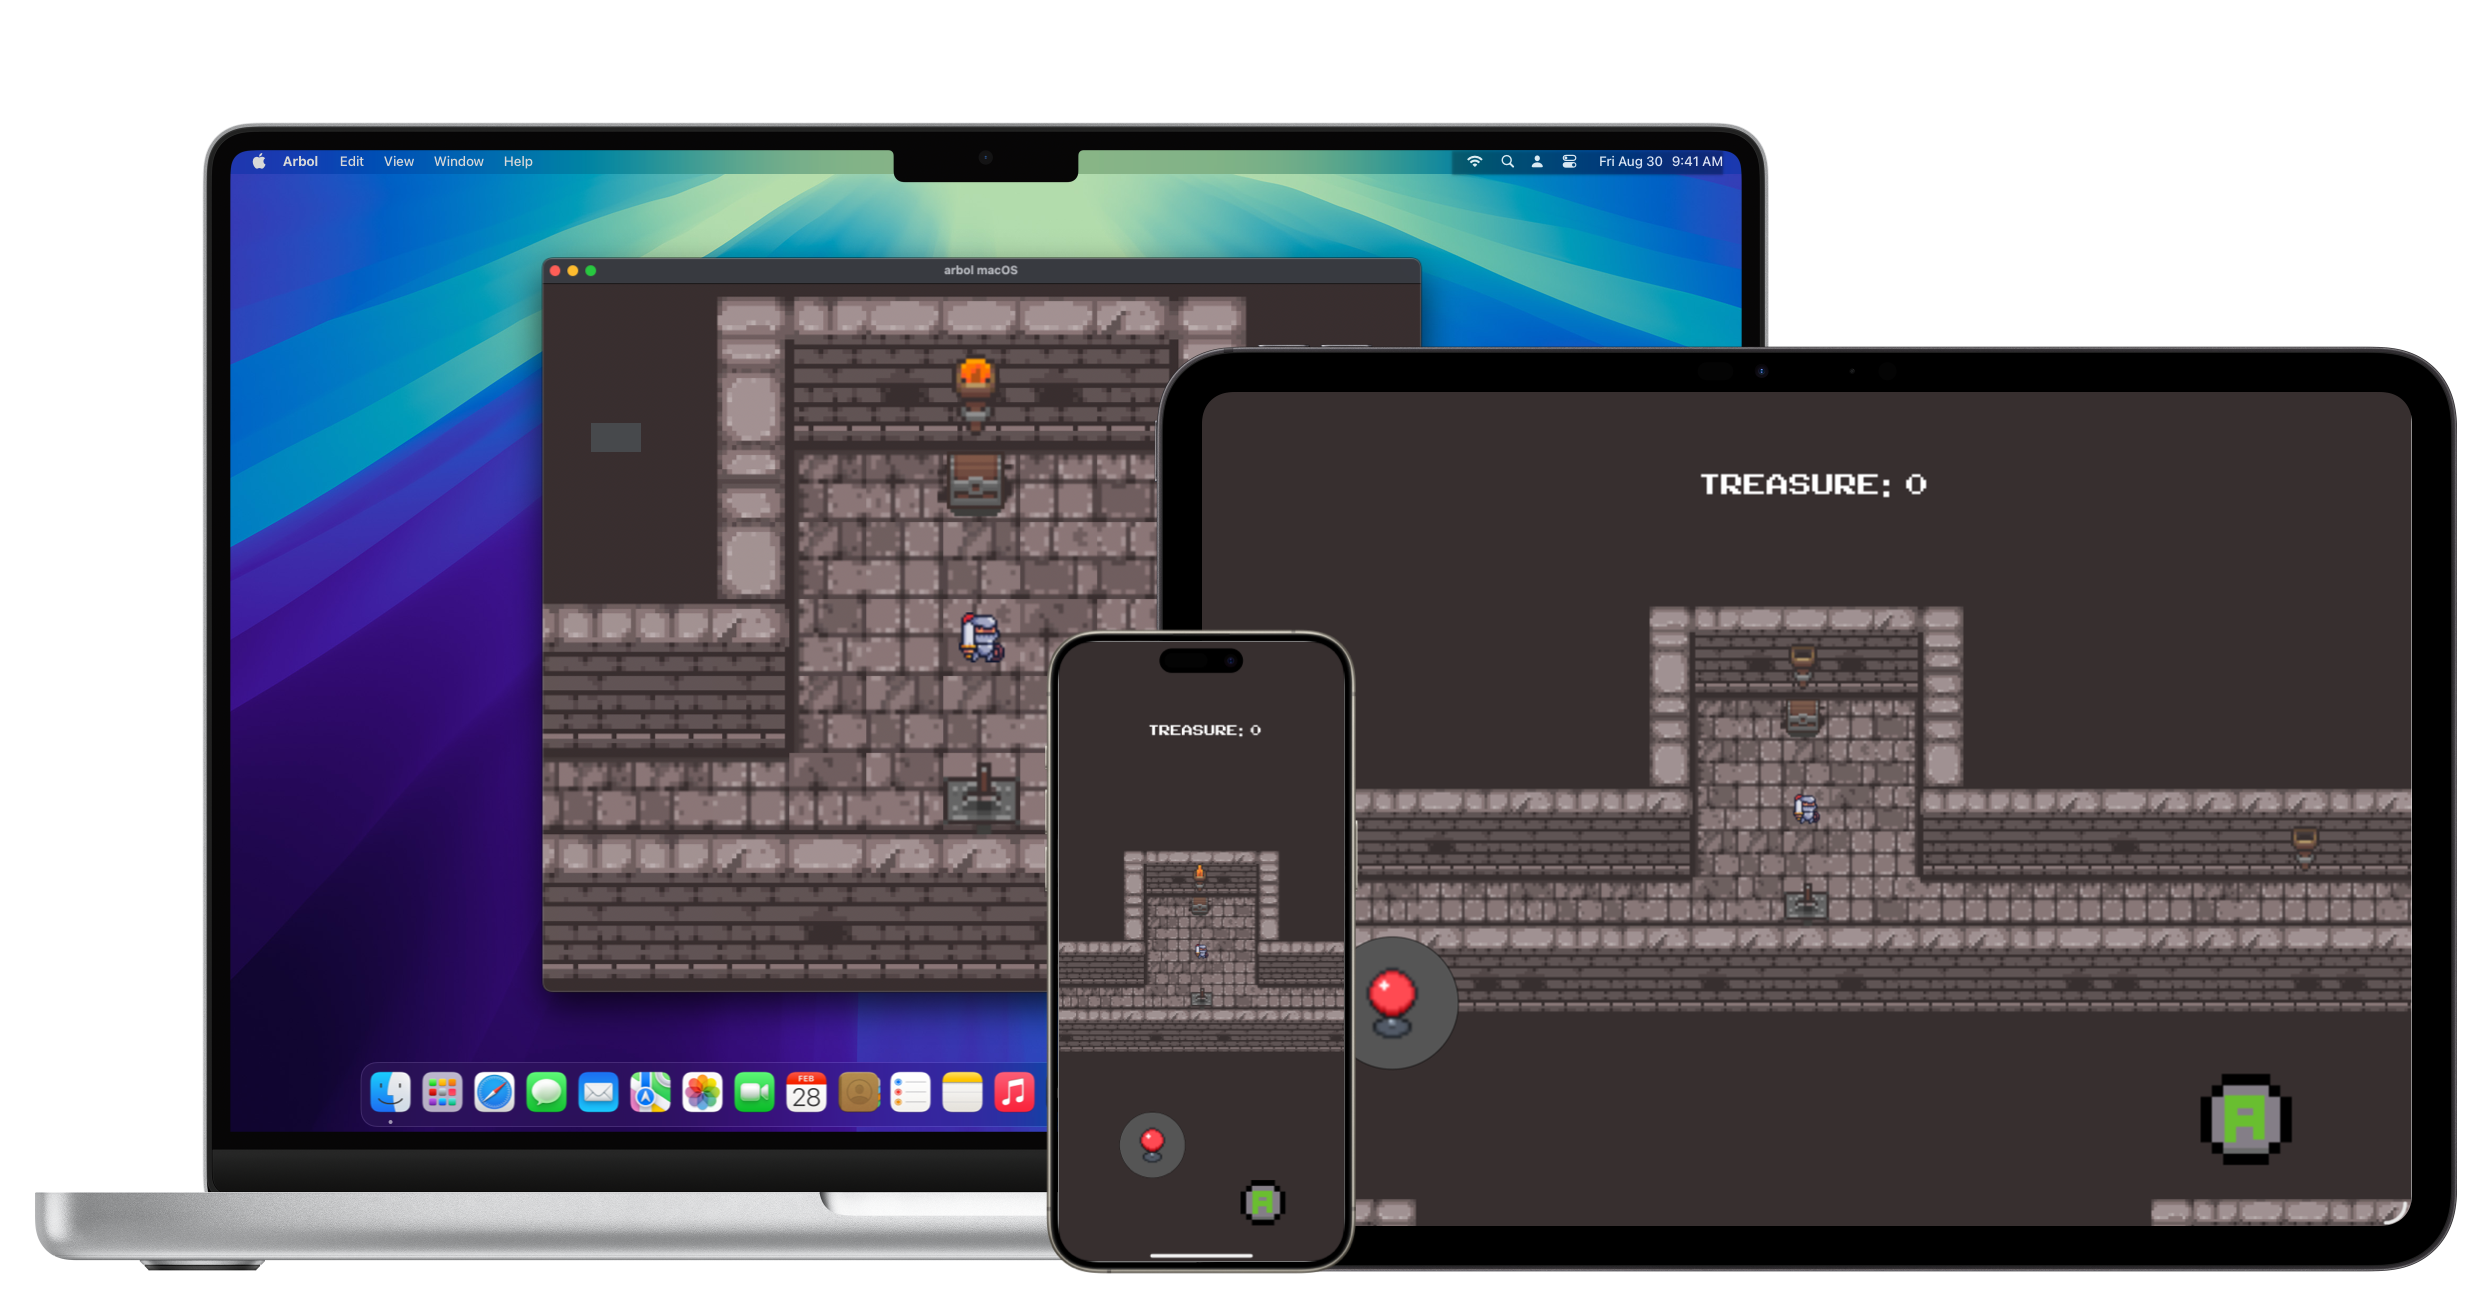 Arbol Edit View Window Help
Fri Aug 30 9:41 AM
arbol macOS
TREASURE: 0
TREASURE: 0
A
A
FEB
28